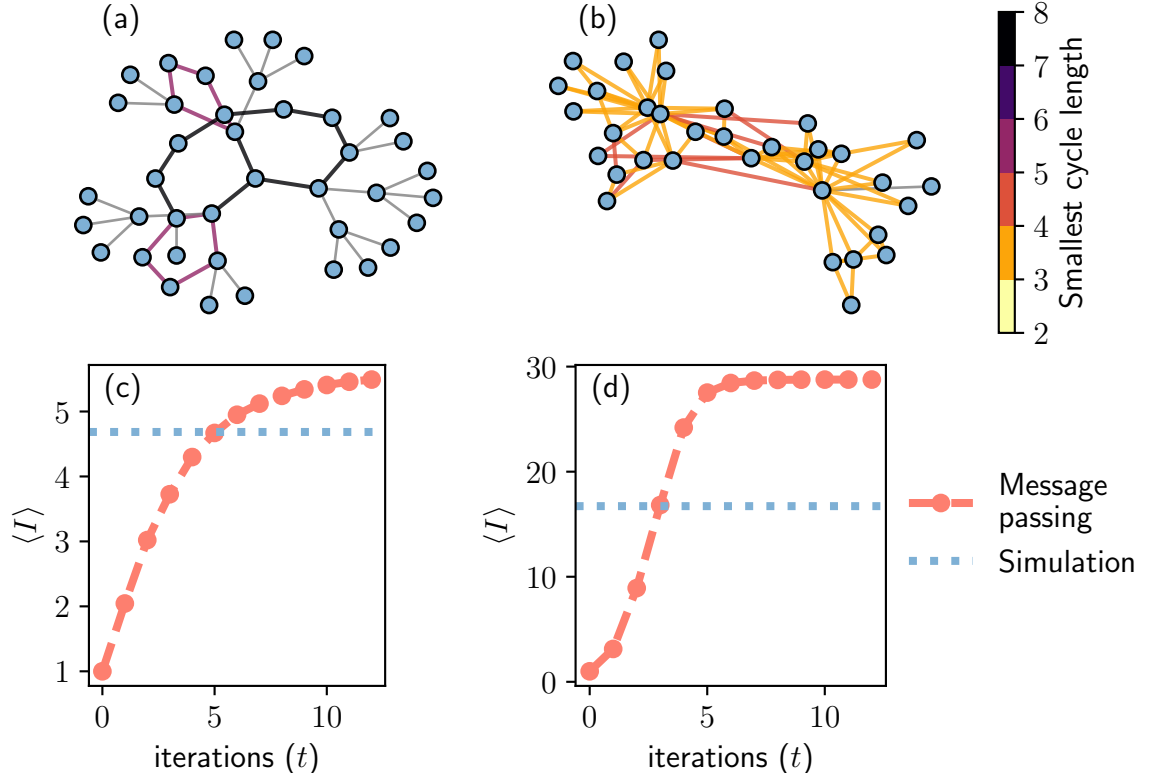 (a)
(b)
8
7
6
5
4
3
2
Smallest cycle length
(c)
5
4
3
2
1
⟨I⟩
0
5
10
iterations (t)
(d)
30
20
10
0
⟨I⟩
0
5
10
iterations (t)
Message
passing
Simulation